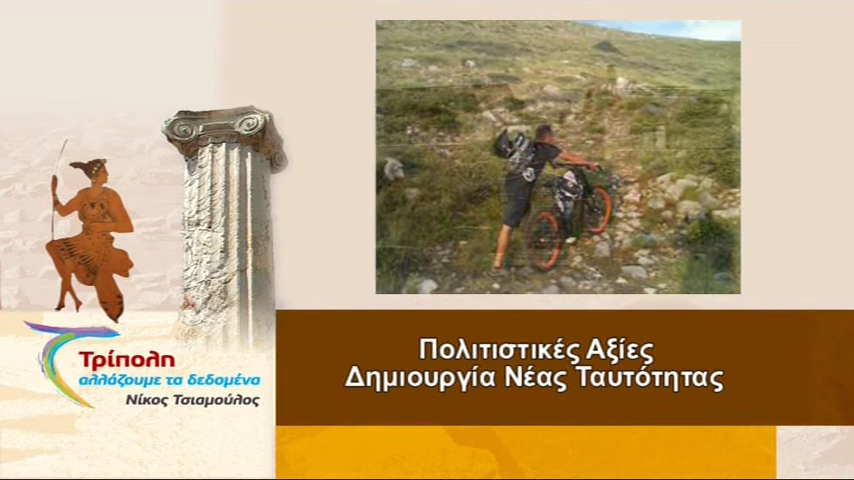 Πολιτιστικές Αξίες
Δημιουργία Νέας Ταυτότητας
Τρίπολη
αλλάζουμε τα δεδομένα
Νίκος Τσιαμούλος